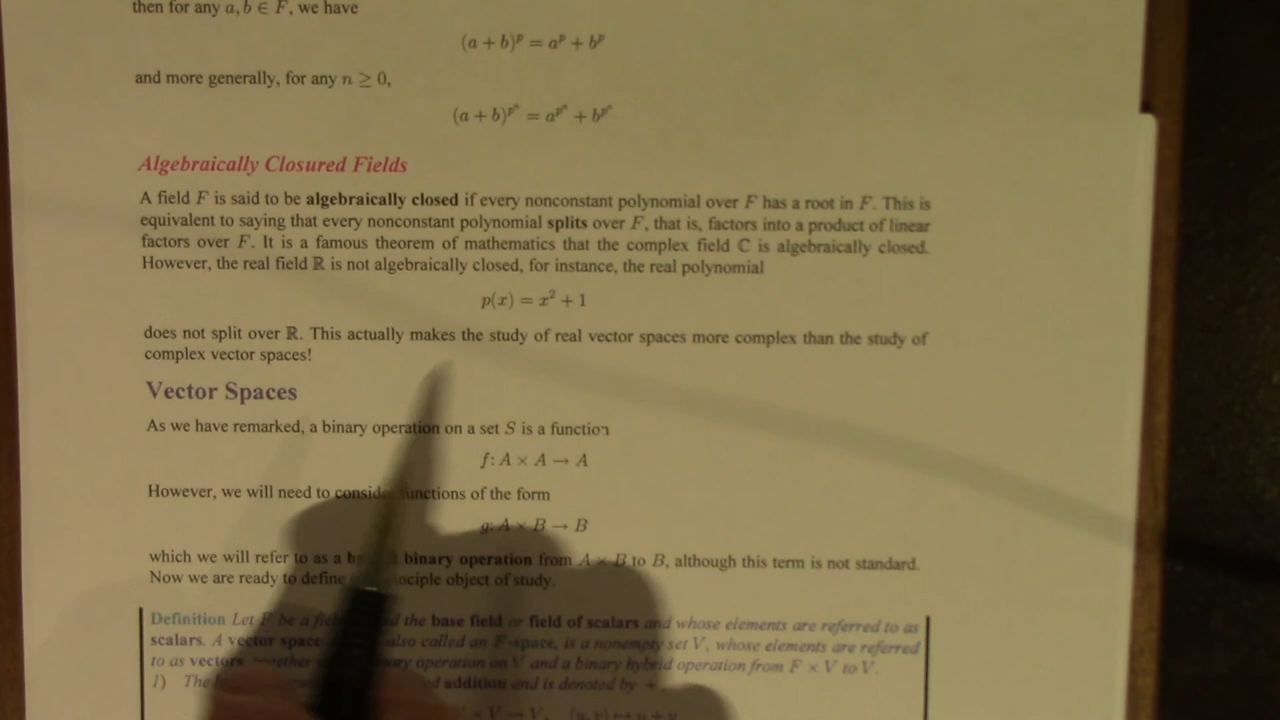 then for any a, b ∈ F, we have
(a + b)^p = a^p + b^p
and more generally, for any n ≥ 0,
(a + b)^{p^n} = a^{p^n} + b^{p^n}
Algebraically Closured Fields
A field F is said to be algebraically closed if every nonconstant polynomial over F has a root in F. This is
equivalent to saying that every nonconstant polynomial splits over F, that is, factors into a product of linear
factors over F. It is a famous theorem of mathematics that the complex field ℂ is algebraically closed.
However, the real field ℝ is not algebraically closed, for instance, the real polynomial
p(x) = x² + 1
does not split over ℝ. This actually makes the study of real vector spaces more complex than the study of
complex vector spaces!
Vector Spaces
As we have remarked, a binary operation on a set S is a function
f: A × A → A
However, we will need to consider functions of the form
g: A × B → B
which we will refer to as a binary operation from A × B to B, although this term is not standard.
Now we are ready to define object of study.
Definition Let F be a the base field or field of scalars and whose elements are referred to as
scalars. A vector space also called an F-space, is a nonempty set V, whose elements are referred
to as vectors operation on V and a binary hybrid operation from F × V to V.
1) The addition and is denoted by +.